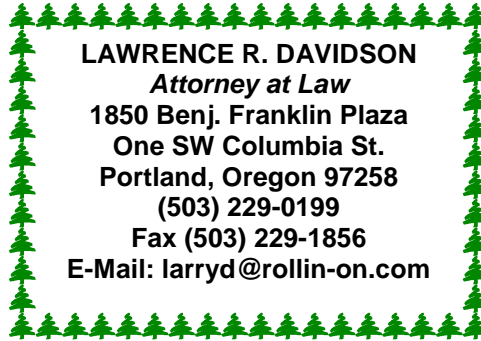 LAWRENCE R. DAVIDSON
Attorney at Law
1850 Benj. Franklin Plaza
One SW Columbia St.
Portland, Oregon 97258
(503) 229-0199
Fax (503) 229-1856
E-Mail: larryd@rollin-on.com